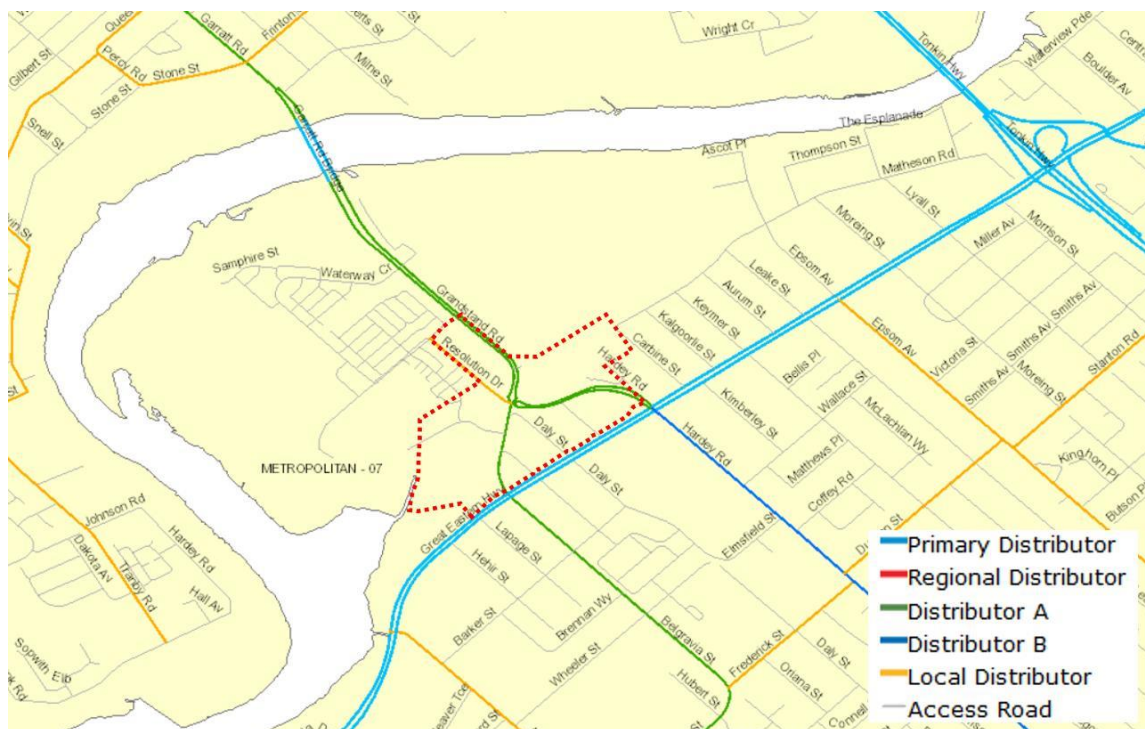 Garratt Rd
Frinton
Gilbert St
Percy Rd
Stone St
Stone St
Snell St
Milne St
Wright Cr
Tonkin Hwy
Waterview Pde
Boulder Av
Garratt Rd Bridge
The Esplanade
Ascot Pl
Thompson St
Matheson Rd
Tonkin Hwy
Lyall St
Moreing St
Miller Av
Morrison St
Samphire St
Waterway Ct
Grandstand Rd
Epsom Av
Leake St
Aurum St
Keymer St
Kalgoorlie St
Carbine St
Hardey Rd
Resolution Dr
Epsom Av
Victoria St
Smiths Av
Smiths Av
Smiths Av
Moreing St
Stanton Rd
Bellis Pl
Wallace St
McLachlan Wy
Kimberley St
Hardey Rd
Matthews Pl
Coffey Rd
Daly St
Daly St
METROPOLITAN - 07
Great Eastern Hwy
Elmsfield St
Kinghorn Pl
Butson
Johnson Rd
Hardey Rd
Dakota Av
Tranby Rd
Hall Av
Lapage St
Hehir St
Barker St
Brennan Wy
Wheeler St
Belgravia St
Frederick St
Daly St
Oriana St
Hubert St
Sopwith
Primary Distributor
Regional Distributor
Distributor A
Distributor B
Local Distributor
Access Road